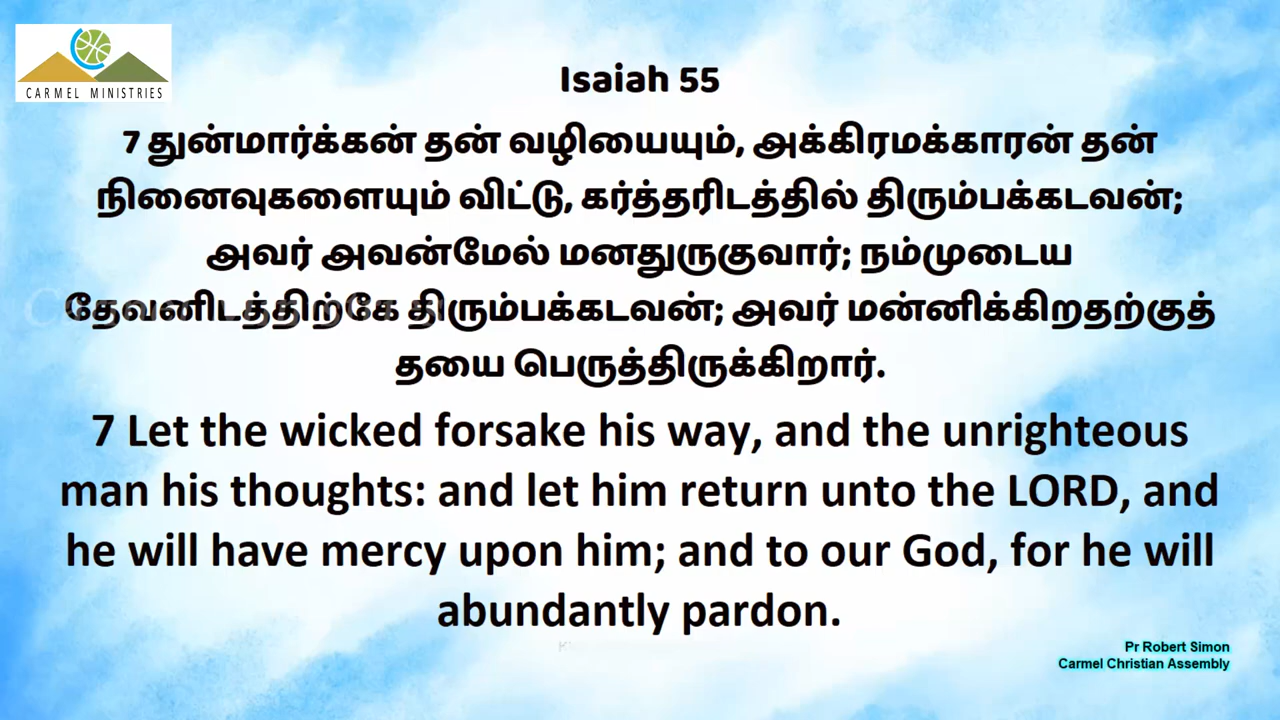 CARMEL MINISTRIES
Isaiah 55
7 துன்மார்க்கன் தன் வழியையும், அக்கிரமக்காரன் தன்
நினைவுகளையும் விட்டு, கர்த்தரிடத்தில் திரும்பக்கடவன்;
அவர் அவன்மேல் மனதுருகுவார்; நம்முடைய
தேவனிடத்திற்கே திரும்பக்கடவன்; அவர் மன்னிக்கிறதற்குத்
தயை பெருத்திருக்கிறார்.
7 Let the wicked forsake his way, and the unrighteous
man his thoughts: and let him return unto the LORD, and
he will have mercy upon him; and to our God, for he will
abundantly pardon.
Pr Robert Simon
Carmel Christian Assembly